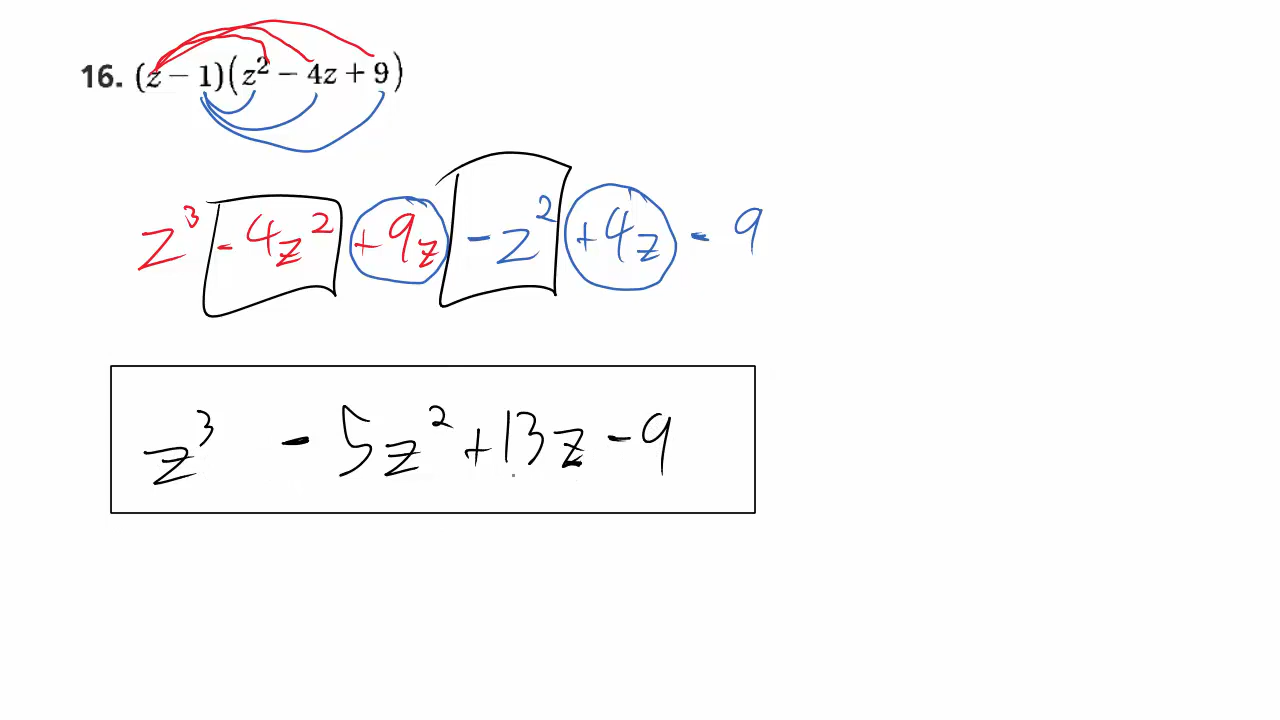 16. (z − 1)(z² − 4z + 9)
z³ - 4z² + 9z - z² + 4z - 9
z³ - 5z² + 13z - 9